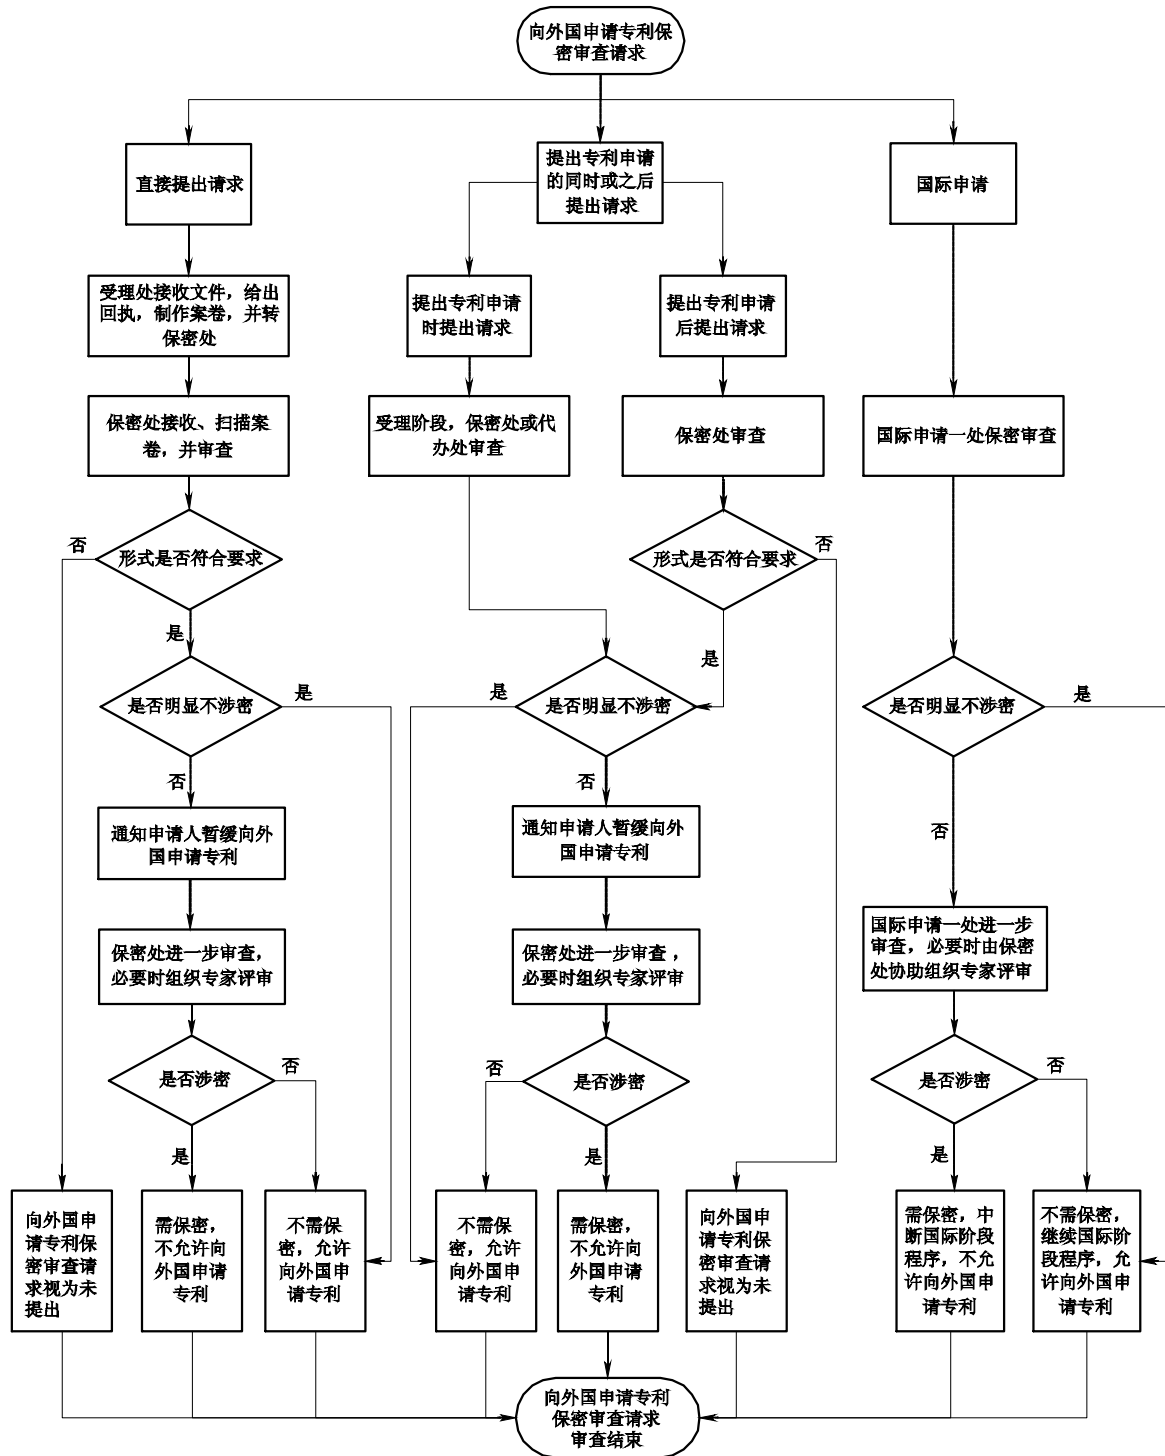 向外国申请专利保
密审查请求
直接提出请求
提出专利申请
的同时或之后
提出请求
国际申请
受理处接收文件，给出
回执，制作案卷，并转
保密处
提出专利申请
时提出请求
提出专利申请
后提出请求
保密处接收、扫描案
卷，并审查
受理阶段，保密处或代
办处审查
保密处审查
国际申请一处保密审查
否
形式是否符合要求
形式是否符合要求
否
是
是
是否明显不涉密
是
是
是否明显不涉密
是否明显不涉密
是
否
否
否
通知申请人暂缓向外
国申请专利
通知申请人暂缓向外
国申请专利
保密处进一步审查，
必要时组织专家评审
保密处进一步审查，
必要时组织专家评审
国际申请一处进一步
审查，必要时由保密
处协助组织专家评审
是否涉密
否
否
是否涉密
是否涉密
否
是
是
是
向外国申
请专利保
密审查请
求视为未
提出
需保密，
不允许向
外国申请
专利
不需保
密，允许
向外国申
请专利
不需保
密，允许
向外国申
请专利
需保密，
不允许向
外国申请
专利
向外国申
请专利保
密审查请
求视为未
提出
需保密，中
断国际阶段
程序，不允
许向外国申
请专利
不需保密，
继续国际阶
段程序，允
许向外国申
请专利
向外国申请专利
保密审查请求
审查结束